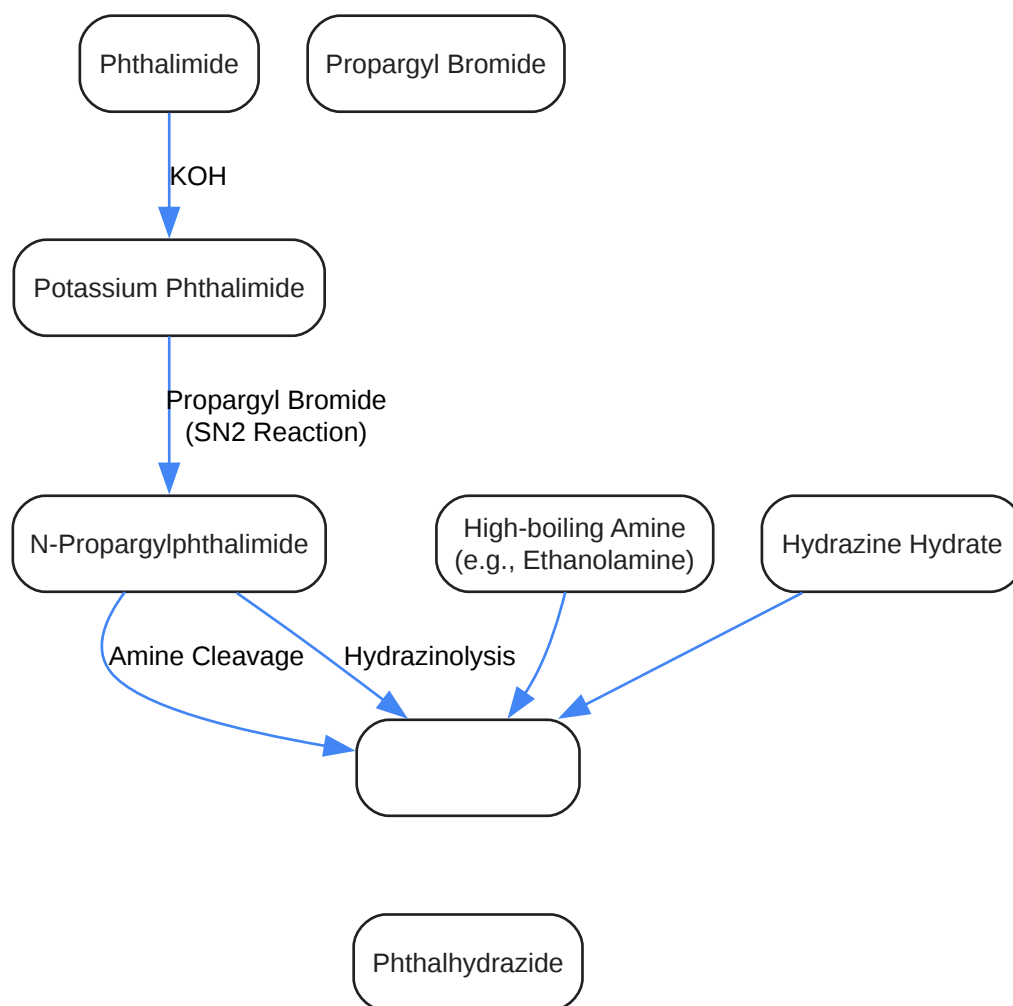 Phthalimide
Propargyl Bromide
KOH
Potassium Phthalimide
Propargyl Bromide
(SN2 Reaction)
N-Propargylphthalimide
High-boiling Amine
(e.g., Ethanolamine)
Hydrazine Hydrate
Amine Cleavage
Hydrazinolysis
Phthalhydrazide